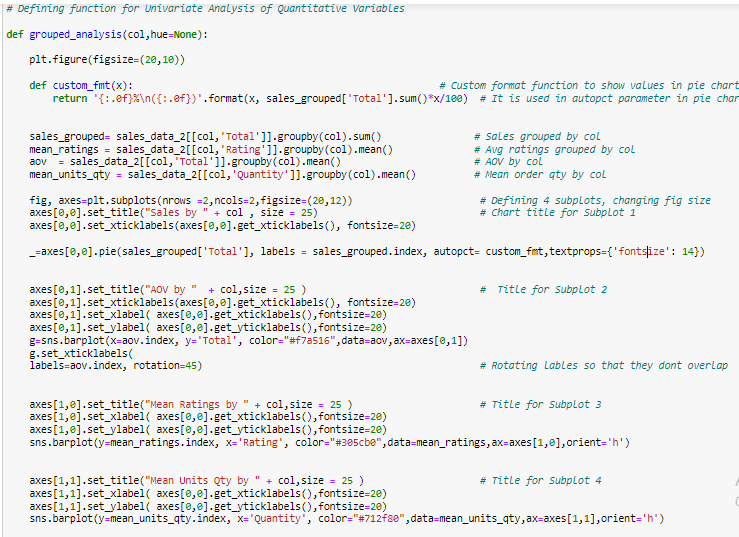 # Defining function for Univariate Analysis of Quantitative Variables
def grouped_analysis(col,hue=None):
plt.figure(figsize=(20,10))
def custom_fmt(x): # Custom format function to show values in pie chart
return '{:.0f}%\n({:.0f})'.format(x, sales_grouped['Total'].sum()*x/100) # It is used in autopct parameter in pie char
sales_grouped= sales_data_2[[col,'Total']].groupby(col).sum() # Sales grouped by col
mean_ratings = sales_data_2[[col,'Rating']].groupby(col).mean() # Avg ratings grouped by col
aov = sales_data_2[[col,'Total']].groupby(col).mean() # AOV by col
mean_units_qty = sales_data_2[[col,'Quantity']].groupby(col).mean() # Mean order qty by col
fig, axes=plt.subplots(nrows =2,ncols=2,figsize=(20,12)) # Defining 4 subplots, changing fig size
axes[0,0].set_title("Sales by " + col , size = 25) # Chart title for Subplot 1
axes[0,0].set_xticklabels(axes[0,0].get_xticklabels(), fontsize=20)
_=axes[0,0].pie(sales_grouped['Total'], labels = sales_grouped.index, autopct= custom_fmt,textprops={'fontsize': 14})
axes[0,1].set_title("AOV by " + col,size = 25 ) # Title for Subplot 2
axes[0,1].set_xticklabels(axes[0,0].get_xticklabels(), fontsize=20)
axes[0,1].set_xlabel( axes[0,0].get_xticklabels(),fontsize=20)
axes[0,1].set_ylabel( axes[0,0].get_yticklabels(),fontsize=20)
g=sns.barplot(x=aov.index, y='Total', color="#f7a516",data=aov,ax=axes[0,1])
g.set_xticklabels(
labels=aov.index, rotation=45) # Rotating lables so that they dont overlap
axes[1,0].set_title("Mean Ratings by " + col,size = 25 ) # Title for Subplot 3
axes[1,0].set_xlabel( axes[0,0].get_xticklabels(),fontsize=20)
axes[1,0].set_ylabel( axes[0,0].get_yticklabels(),fontsize=20)
sns.barplot(y=mean_ratings.index, x='Rating', color="#305cb0",data=mean_ratings,ax=axes[1,0],orient='h')
axes[1,1].set_title("Mean Units Qty by " + col,size = 25 ) # Title for Subplot 4
axes[1,1].set_xlabel( axes[0,0].get_xticklabels(),fontsize=20)
axes[1,1].set_ylabel( axes[0,0].get_yticklabels(),fontsize=20)
sns.barplot(y=mean_units_qty.index, x='Quantity', color="#712f80",data=mean_units_qty,ax=axes[1,1],orient='h')